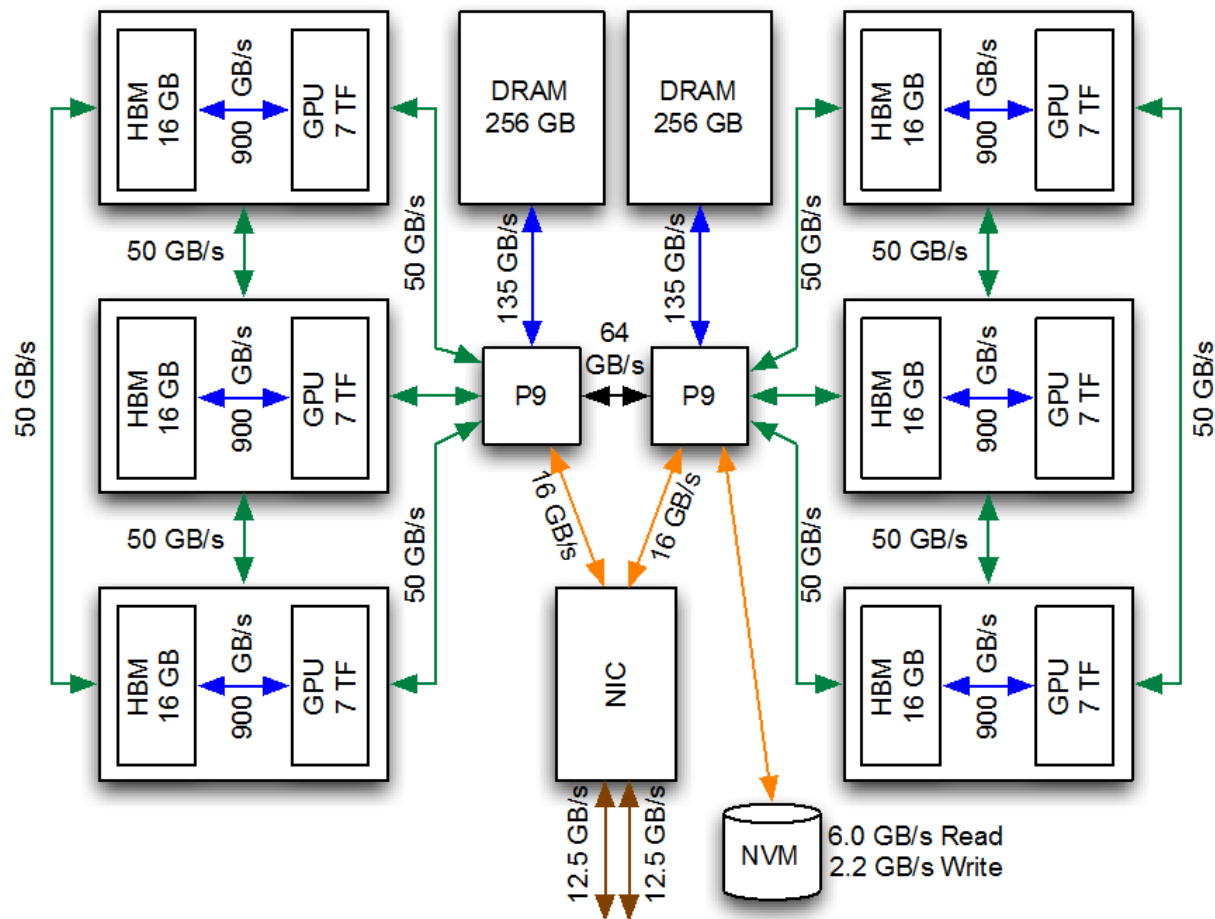 HBM
16 GB
900 GB/s
GPU
7 TF
DRAM
256 GB
DRAM
256 GB
HBM
16 GB
900 GB/s
GPU
7 TF
50 GB/s
50 GB/s
135 GB/s
135 GB/s
50 GB/s
50 GB/s
50 GB/s
HBM
16 GB
900 GB/s
GPU
7 TF
P9
64
GB/s
P9
HBM
16 GB
900 GB/s
GPU
7 TF
50 GB/s
50 GB/s
50 GB/s
16 GB/s
16 GB/s
50 GB/s
50 GB/s
HBM
16 GB
900 GB/s
GPU
7 TF
NIC
HBM
16 GB
900 GB/s
GPU
7 TF
12.5 GB/s
12.5 GB/s
NVM
6.0 GB/s Read
2.2 GB/s Write